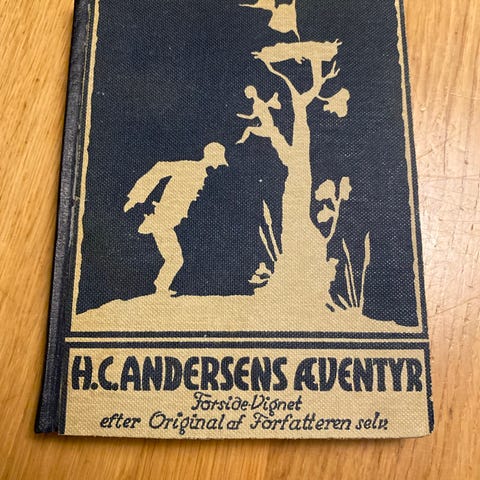 H.C. ANDERSENS ÆVENTYR
Forside-Vignet
efter Original af Forfatteren selv.